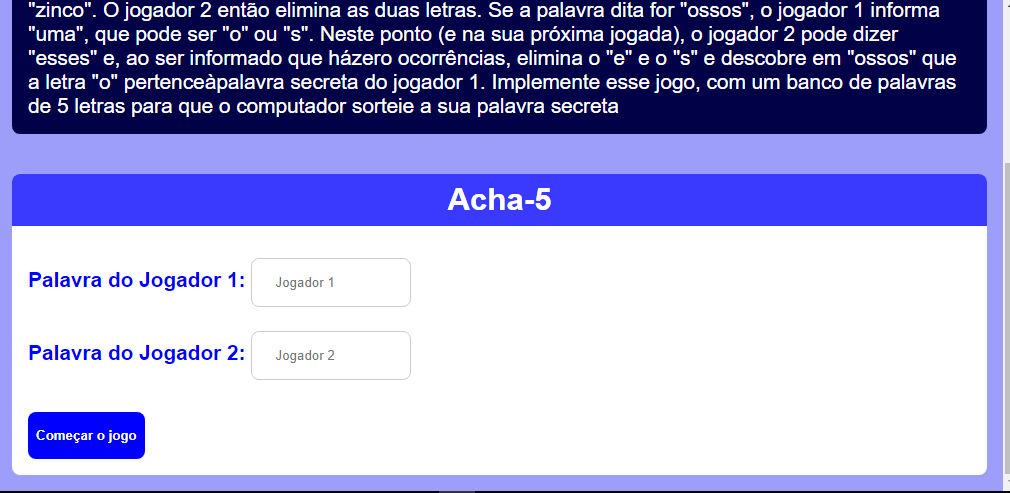 "zinco". O jogador 2 então elimina as duas letras. Se a palavra dita for "ossos", o jogador 1 informa
"uma", que pode ser "o" ou "s". Neste ponto (e na sua próxima jogada), o jogador 2 pode dizer
"esses" e, ao ser informado que házero ocorrências, elimina o "e" e o "s" e descobre em "ossos" que
a letra "o" pertenceàpalavra secreta do jogador 1. Implemente esse jogo, com um banco de palavras
de 5 letras para que o computador sorteie a sua palavra secreta
Acha-5
Palavra do Jogador 1: Jogador 1
Palavra do Jogador 2: Jogador 2
Começar o jogo